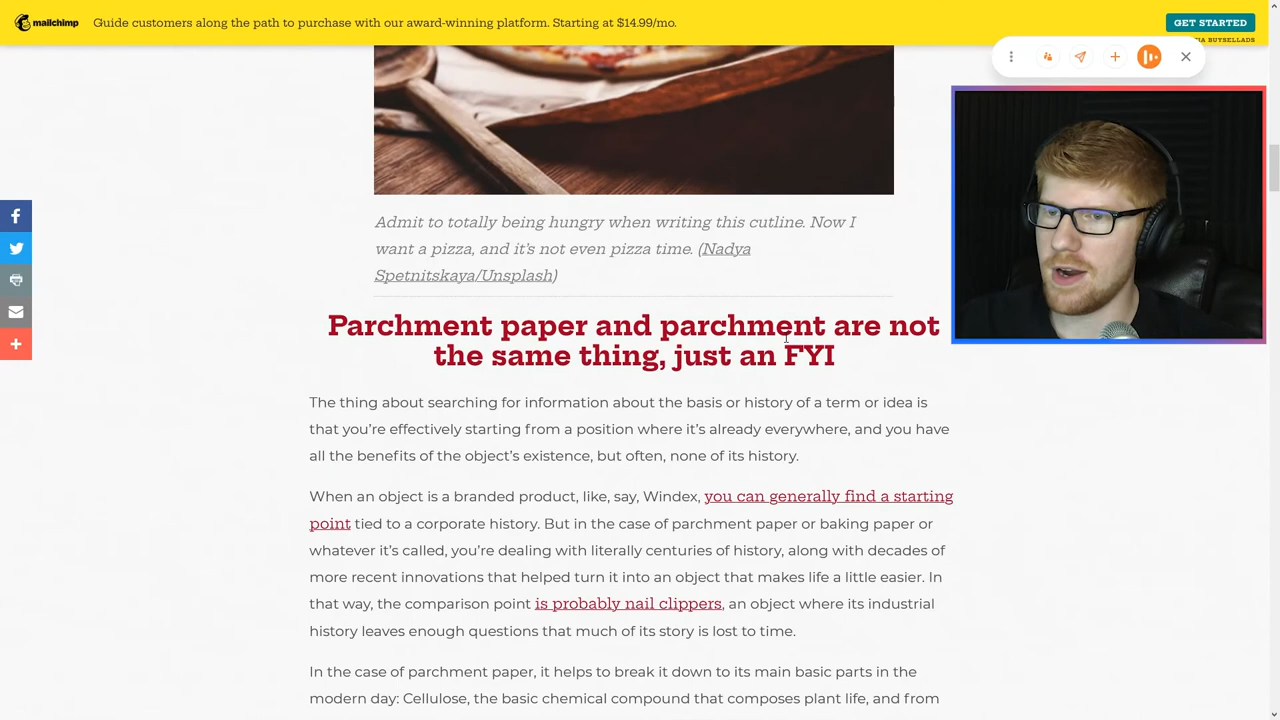 mailchimp
Guide customers along the path to purchase with our award-winning platform. Starting at $14.99/mo.
GET STARTED
VIA BUYSELLADS
Admit to totally being hungry when writing this cutline. Now I
want a pizza, and it's not even pizza time. (Nadya
Spetnitskaya/Unsplash)
Parchment paper and parchment are not
the same thing, just an FYI
The thing about searching for information about the basis or history of a term or idea is
that you’re effectively starting from a position where it’s already everywhere, and you have
all the benefits of the object’s existence, but often, none of its history.
When an object is a branded product, like, say, Windex, you can generally find a starting
point tied to a corporate history. But in the case of parchment paper or baking paper or
whatever it’s called, you’re dealing with literally centuries of history, along with decades of
more recent innovations that helped turn it into an object that makes life a little easier. In
that way, the comparison point is probably nail clippers, an object where its industrial
history leaves enough questions that much of its story is lost to time.
In the case of parchment paper, it helps to break it down to its main basic parts in the
modern day: Cellulose, the basic chemical compound that composes plant life, and from